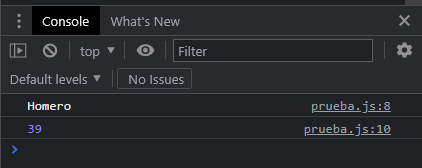 Console What's New
top Filter
Default levels No Issues
Homero prueba.js:8
39 prueba.js:10